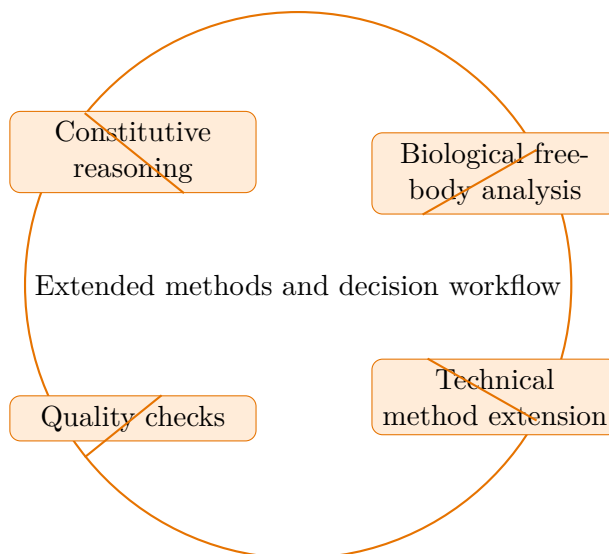 Constitutive
reasoning
Biological free-
body analysis
Extended methods and decision workflow
Technical
method extension
Quality checks